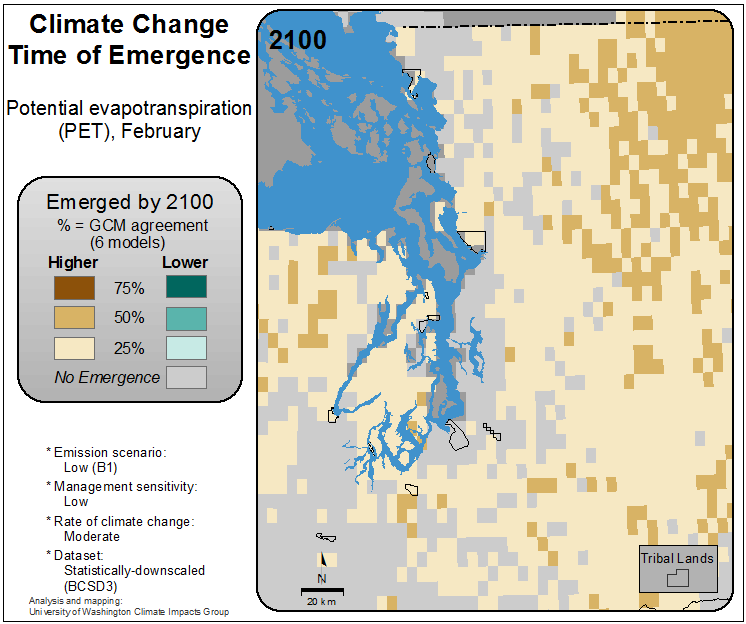 Climate Change
Time of Emergence
Potential evapotranspiration
(PET), February
Emerged by 2100
% = GCM agreement
(6 models)
Higher Lower
75%
50%
25%
No Emergence
* Emission scenario:
Low (B1)
* Management sensitivity:
Low
* Rate of climate change:
Moderate
* Dataset:
Statistically-downscaled
(BCSD3)
Analysis and mapping:
University of Washington Climate Impacts Group
2100
N
20 km
Tribal Lands